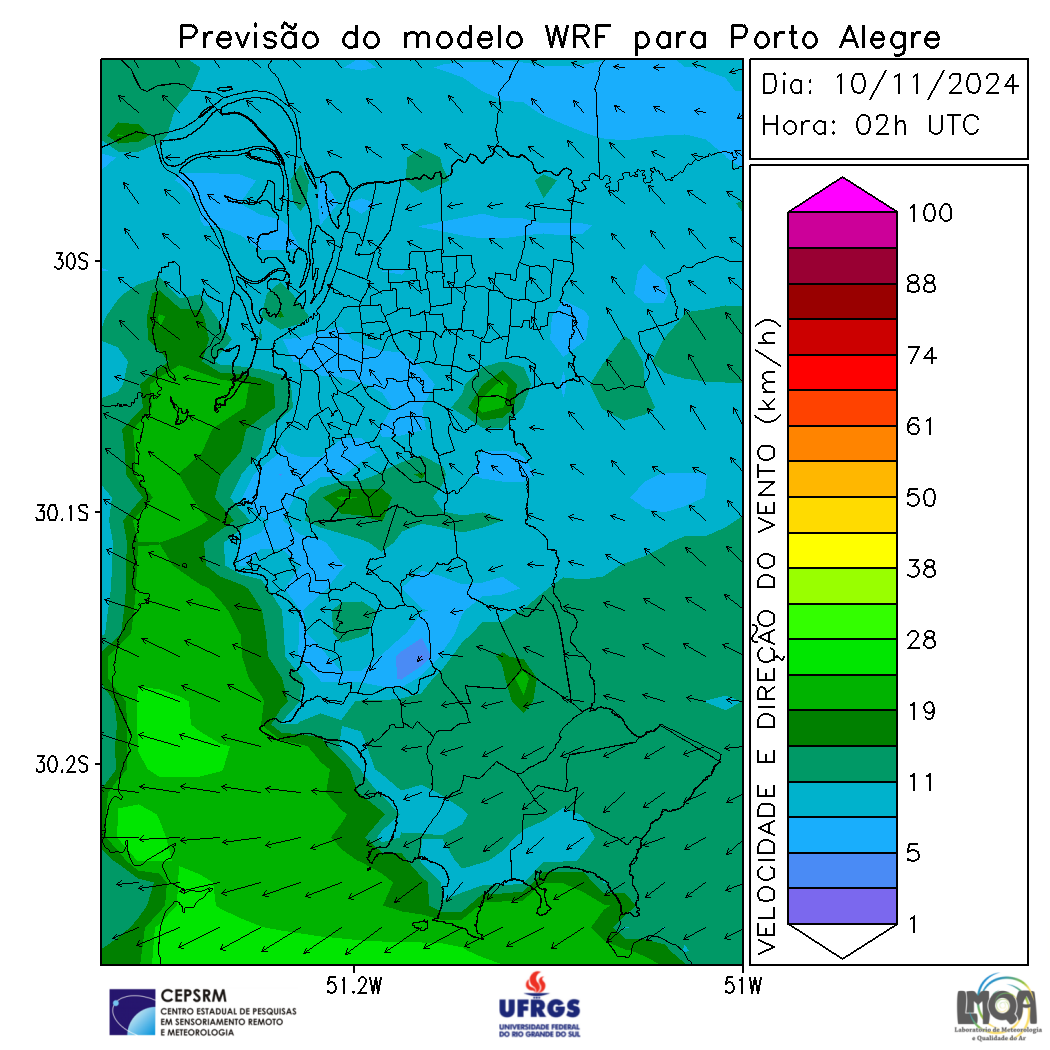 Previsão do modelo WRF para Porto Alegre
Dia: 10/11/2024
Hora: 02h UTC
30S
30.1S
30.2S
51.2W
51W
VELOCIDADE E DIREÇÃO DO VENTO (km/h)
100
88
74
61
50
38
28
19
11
5
1
CEPSRM
CENTRO ESTADUAL DE PESQUISAS
EM SENSORIAMENTO REMOTO
E METEOROLOGIA
UFRGS
UNIVERSIDADE FEDERAL
DO RIO GRANDE DO SUL
LMQA
Laboratório de Meteorologia
e Qualidade do Ar